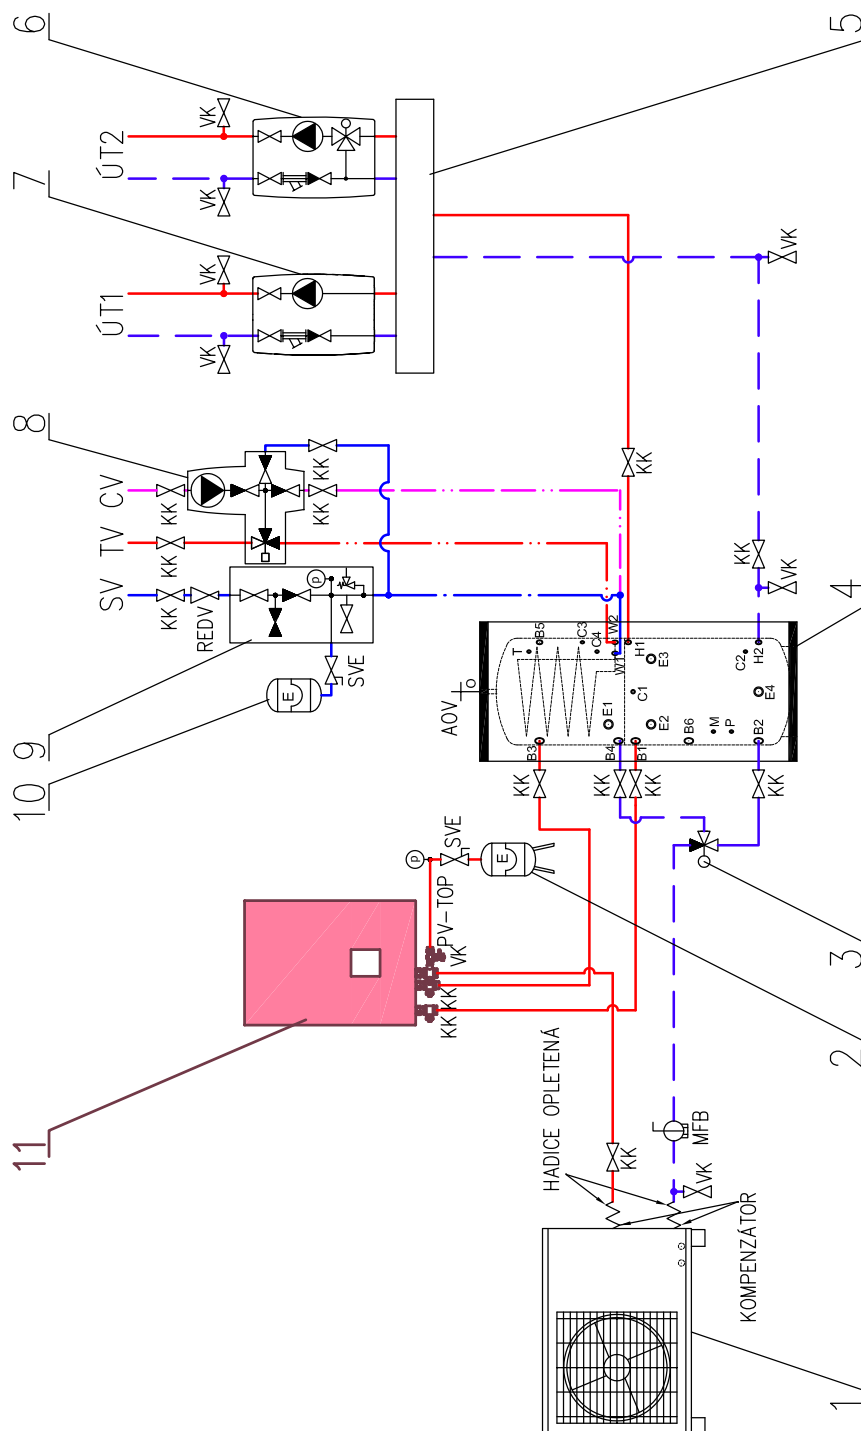 11
10
9
8
7
6
SV
TV
CV
ÚT1
ÚT2
KK
KK
KK
VK
VK
VK
VK
REDV
p
KK
KK
E
SVE
p
SVE
PV-TOP
VK
KK
KK
E
AOV
O
T
B5
C3
C4
W2
W1
H1
B3
E1
B4
B1
E2
E3
C1
B6
M
P
C2
B2
E4
H2
KK
KK
KK
KK
KK
KK
VK
VK
HADICE OPLETENÁ
KK
MFB
VK
KOMPENZÁTOR
1
2
3
4
5